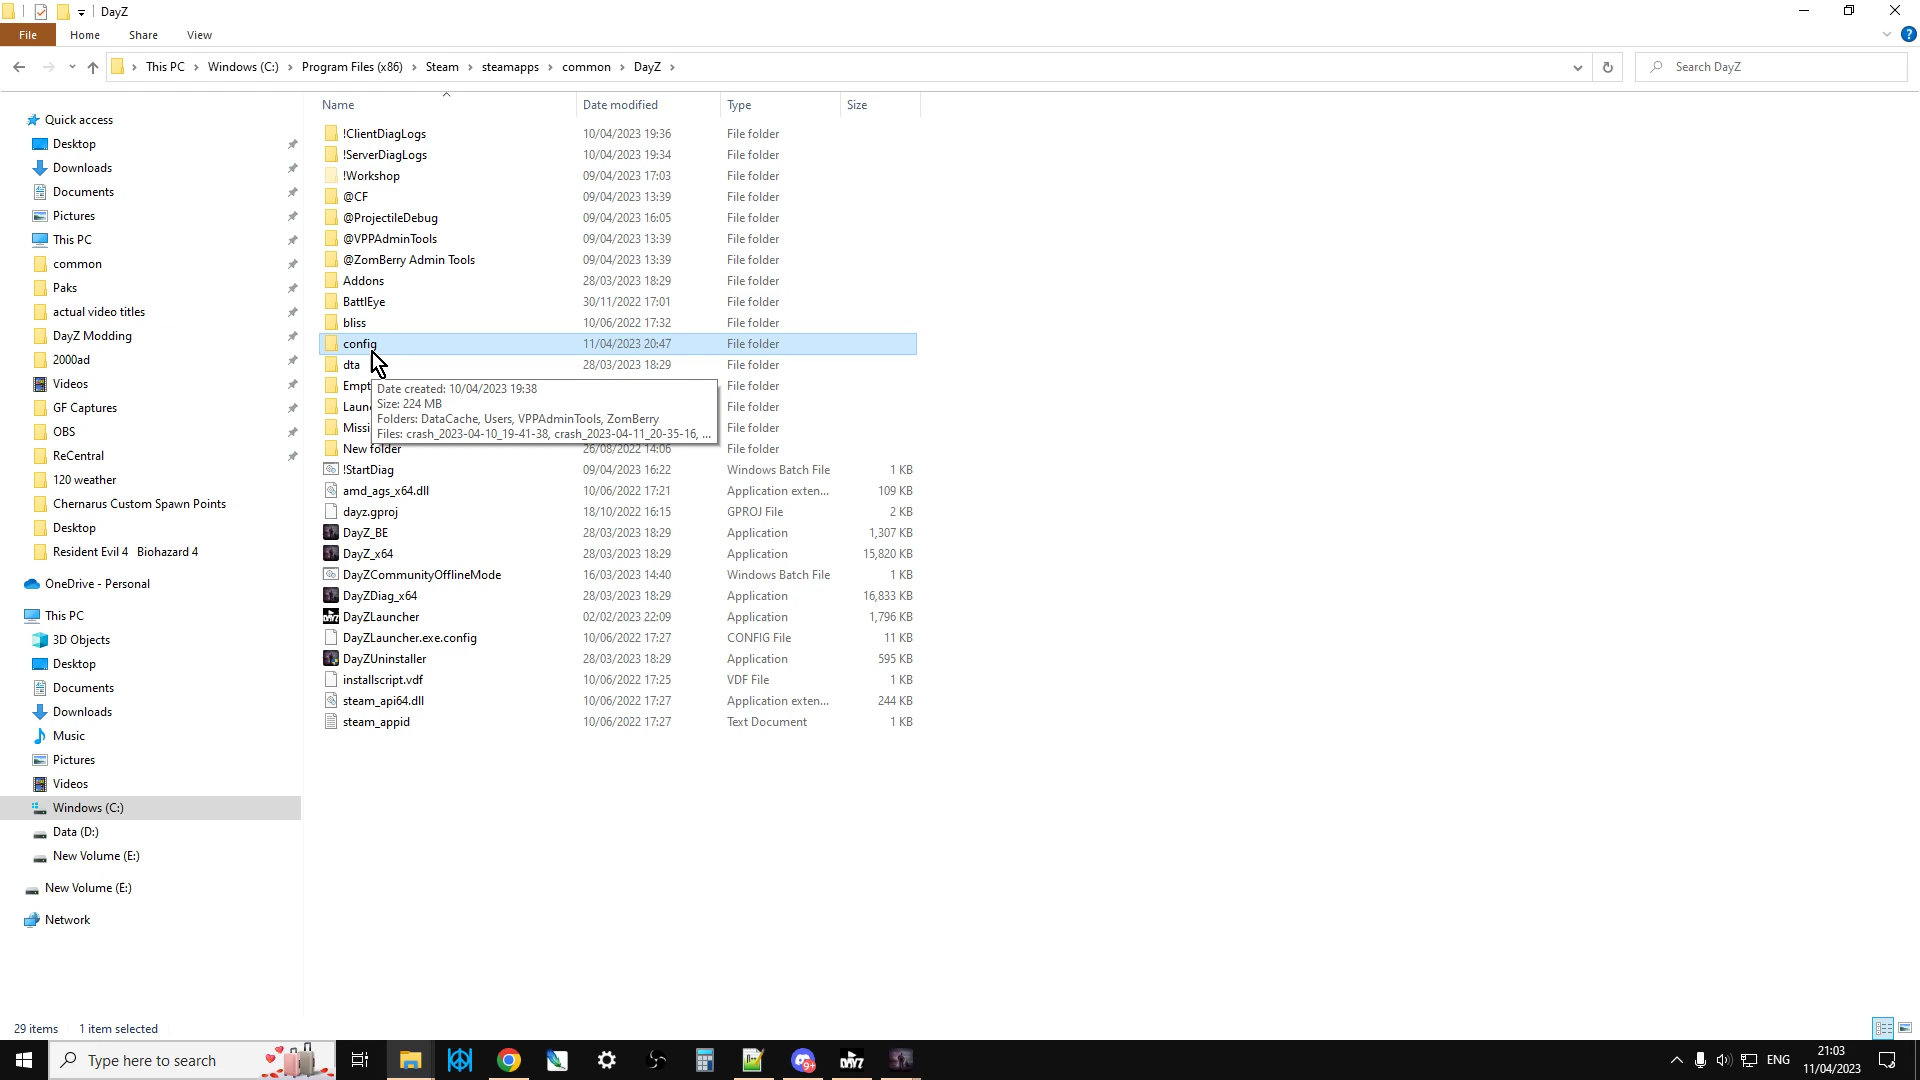 DayZ
File Home Share View
This PC Windows (C:) Program Files (x86) Steam steamapps common DayZ
Search DayZ
Name Date modified Type Size
Quick access
Desktop
Downloads
Documents
Pictures
This PC
common
Paks
actual video titles
DayZ Modding
2000ad
Videos
GF Captures
OBS
ReCentral
120 weather
Chernarus Custom Spawn Points
Desktop
Resident Evil 4 Biohazard 4
OneDrive - Personal
This PC
3D Objects
Desktop
Documents
Downloads
Music
Pictures
Videos
Windows (C:)
Data (D:)
New Volume (E:)
New Volume (E:)
Network
!ClientDiagLogs 10/04/2023 19:36 File folder
!ServerDiagLogs 10/04/2023 19:34 File folder
!Workshop 09/04/2023 17:03 File folder
@CF 09/04/2023 13:39 File folder
@ProjectileDebug 09/04/2023 16:05 File folder
@VPPAdminTools 09/04/2023 13:39 File folder
@ZomBerry Admin Tools 09/04/2023 13:39 File folder
Addons 28/03/2023 18:29 File folder
BattlEye 30/11/2022 17:01 File folder
bliss 10/06/2022 17:32 File folder
config 11/04/2023 20:47 File folder
dta 28/03/2023 18:29 File folder
Empt File folder
Laun File folder
Missi File folder
Date created: 10/04/2023 19:38
Size: 224 MB
Folders: DataCache, Users, VPPAdminTools, ZomBerry
Files: crash_2023-04-10_19-41-38, crash_2023-04-11_20-35-16, ...
New folder 26/08/2022 14:06 File folder
!StartDiag 09/04/2023 16:22 Windows Batch File 1 KB
amd_ags_x64.dll 10/06/2022 17:21 Application exten... 109 KB
dayz.gproj 18/10/2022 16:15 GPROJ File 2 KB
DayZ_BE 28/03/2023 18:29 Application 1,307 KB
DayZ_x64 28/03/2023 18:29 Application 15,820 KB
DayZCommunityOfflineMode 16/03/2023 14:40 Windows Batch File 1 KB
DayZDiag_x64 28/03/2023 18:29 Application 16,833 KB
DayZLauncher 02/02/2023 22:09 Application 1,796 KB
DayZLauncher.exe.config 10/06/2022 17:27 CONFIG File 11 KB
DayZUninstaller 28/03/2023 18:29 Application 595 KB
installscript.vdf 10/06/2022 17:25 VDF File 1 KB
steam_api64.dll 10/06/2022 17:27 Application exten... 244 KB
steam_appid 10/06/2022 17:27 Text Document 1 KB
29 items 1 item selected
Type here to search
9+
DAYZ
ENG
21:03
11/04/2023